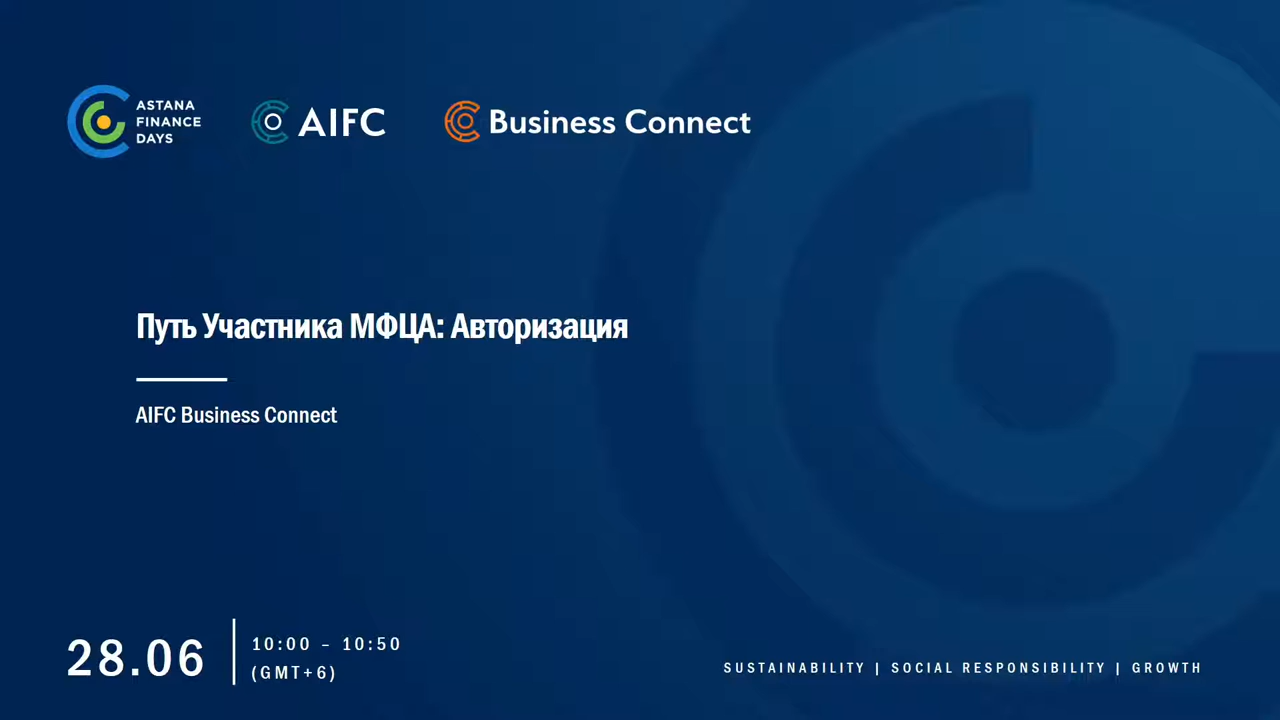 ASTANA
FINANCE
DAYS
AIFC
Business Connect
Путь Участника МФЦА: Авторизация
AIFC Business Connect
28.06
10:00 – 10:50
(GMT+6)
SUSTAINABILITY | SOCIAL RESPONSIBILITY | GROWTH